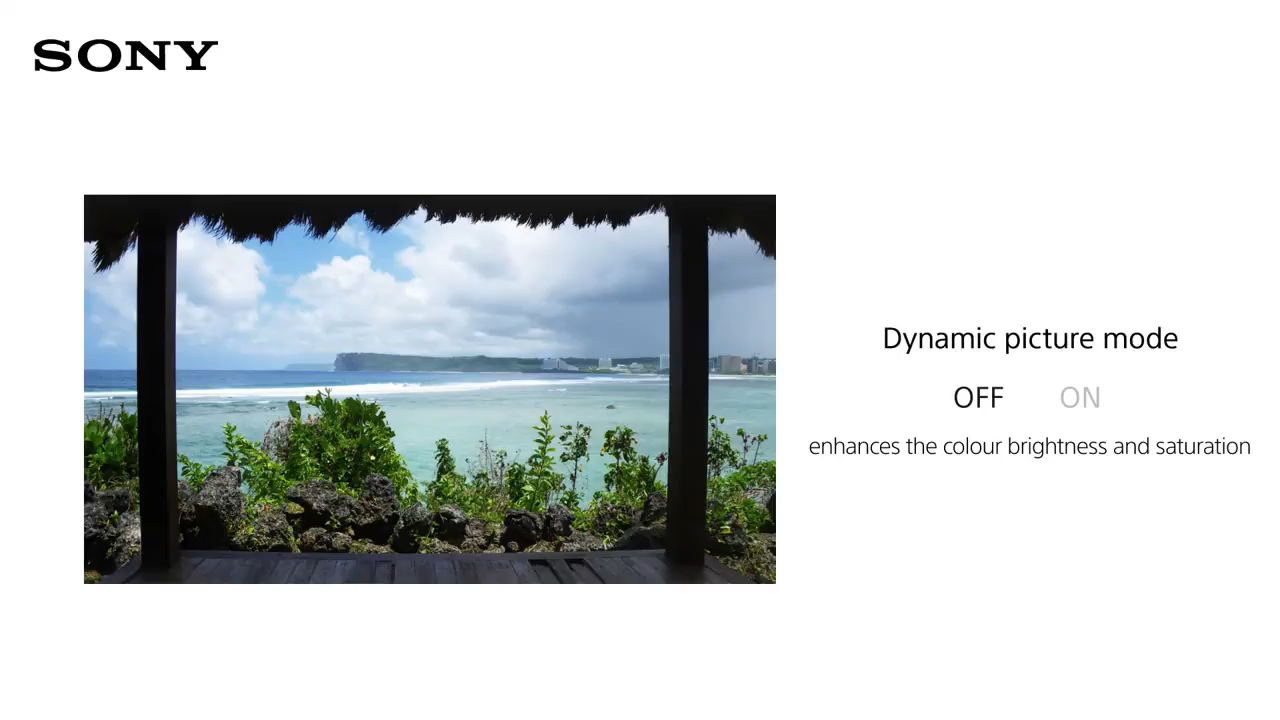 SONY
Dynamic picture mode
OFF ON
enhances the colour brightness and saturation